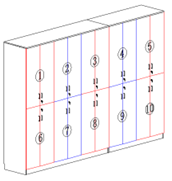 ① ② ③ ④ ⑤
⑥ ⑦ ⑧ ⑨ ⑩